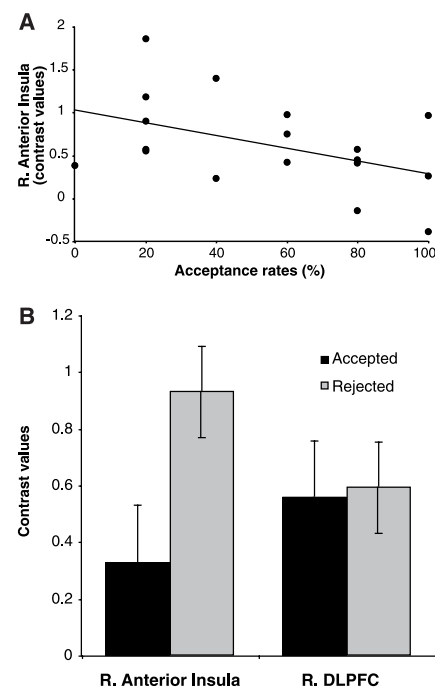 A
R. Anterior Insula
(contrast values)
2
1.5
1
0.5
0
-0.5
0
20
40
60
80
100
Acceptance rates (%)
B
Contrast values
1.2
1
0.8
0.6
0.4
0.2
0
Accepted
Rejected
R. Anterior Insula
R. DLPFC